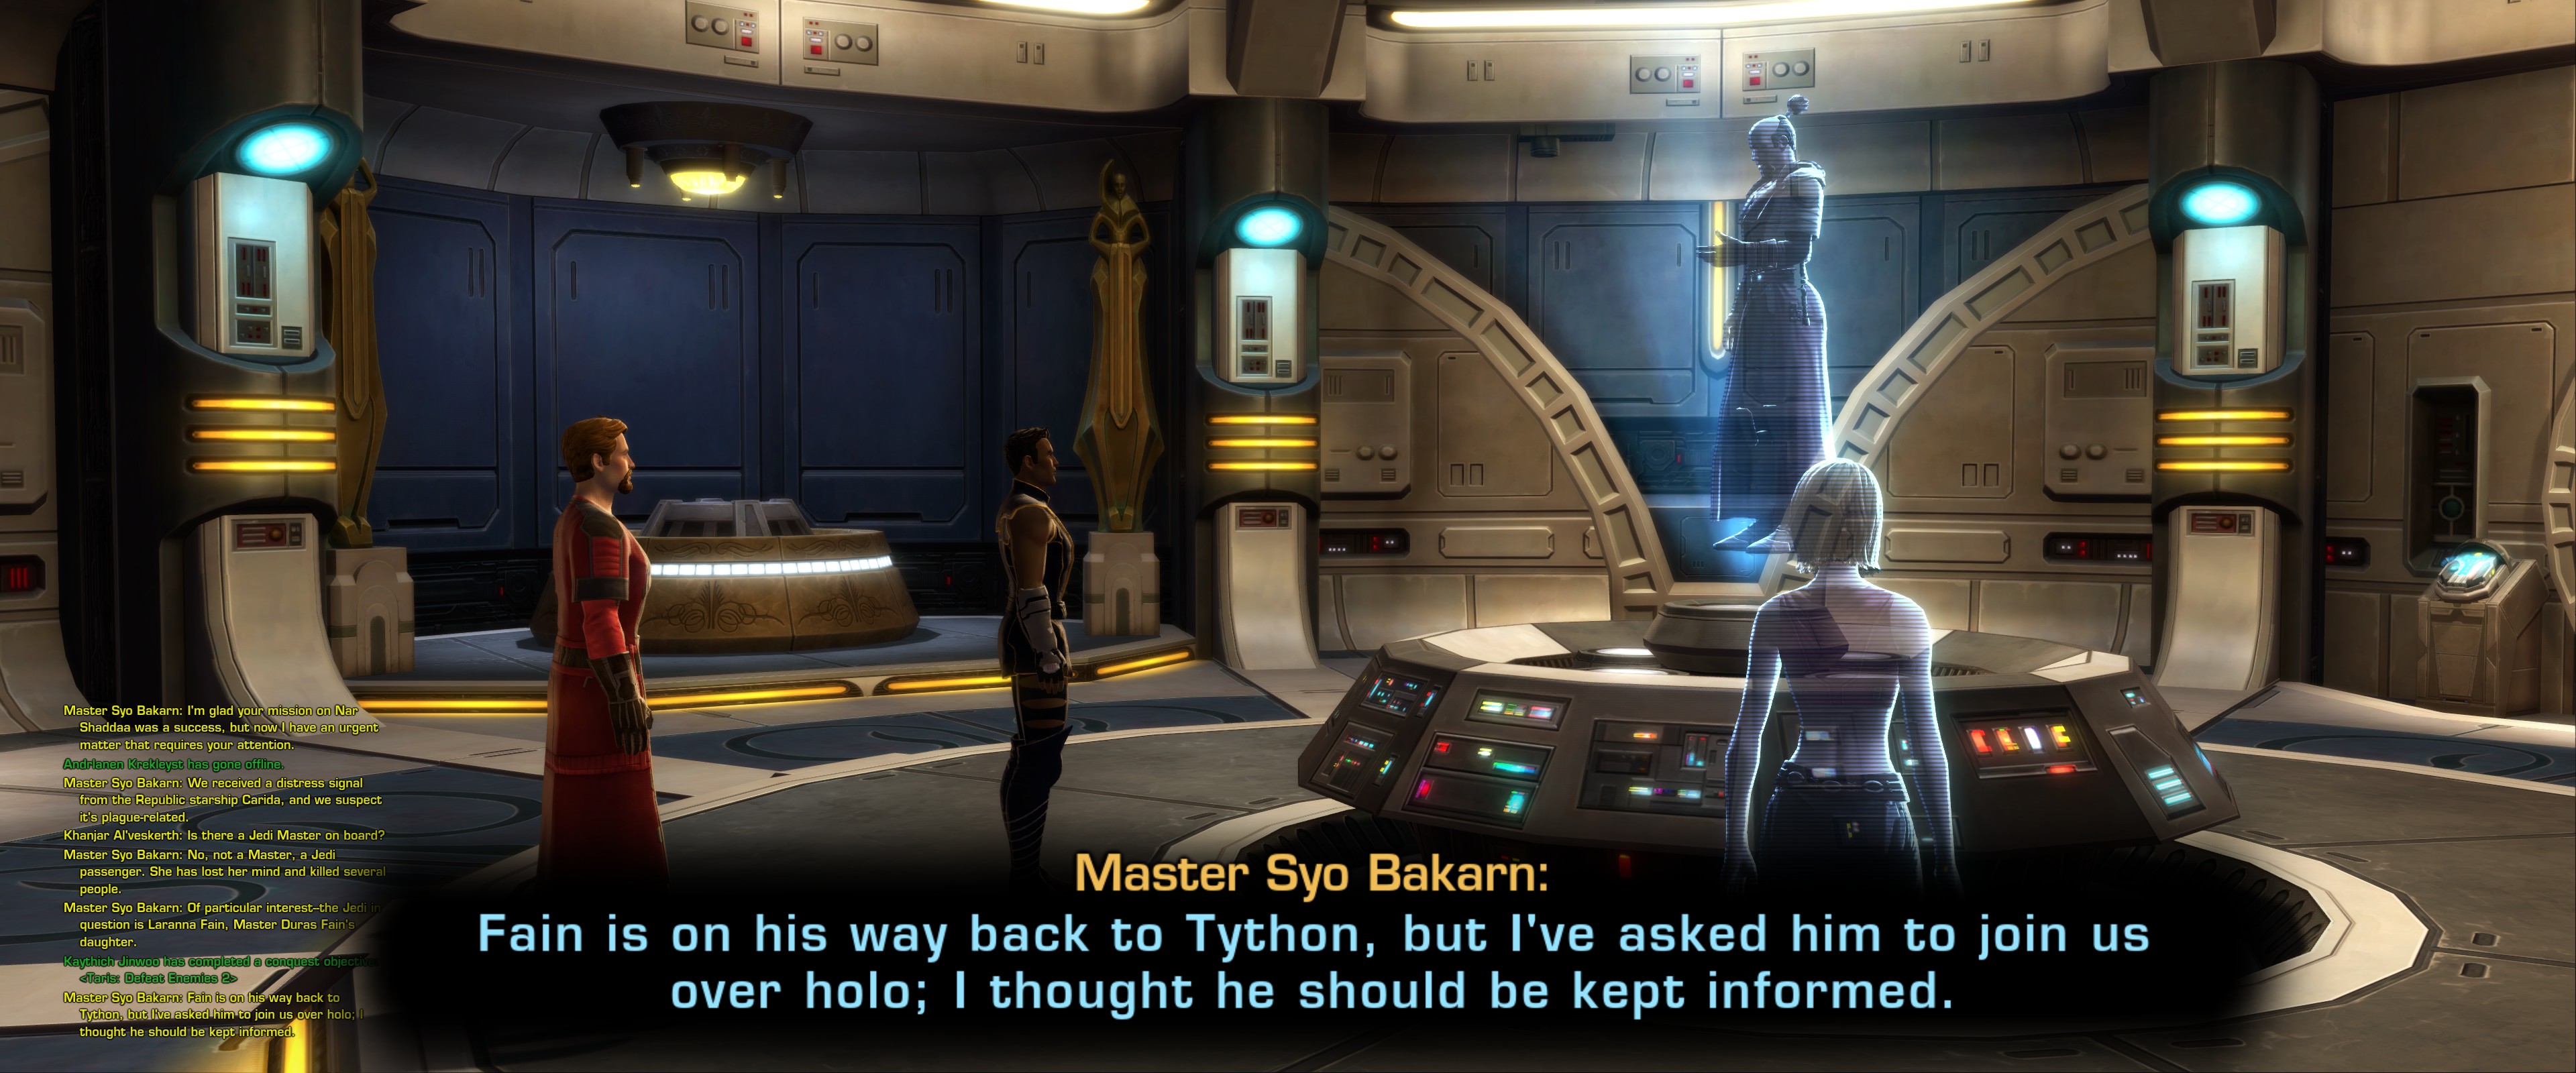 Master Syo Bakarn: I'm glad your mission on Nar
Shaddaa was a success, but now I have an urgent
matter that requires your attention.
Andrlanen Krekleyst has gone offline.
Master Syo Bakarn: We received a distress signal
from the Republic starship Carida, and we suspect
it's plague-related.
Khanjar Al'veskerth: Is there a Jedi Master on board?
Master Syo Bakarn: No, not a Master, a Jedi
passenger. She has lost her mind and killed several
people.
Master Syo Bakarn: Of particular interest--the Jedi in
question is Laranna Fain, Master Duras Fain's
daughter.
Kaythich Jinwoo has completed a conquest objective
<Taris: Defeat Enemies 2>
Master Syo Bakarn: Fain is on his way back to
Tython, but I've asked him to join us over holo; I
thought he should be kept informed.
Master Syo Bakarn:
Fain is on his way back to Tython, but I've asked him to join us
over holo; I thought he should be kept informed.